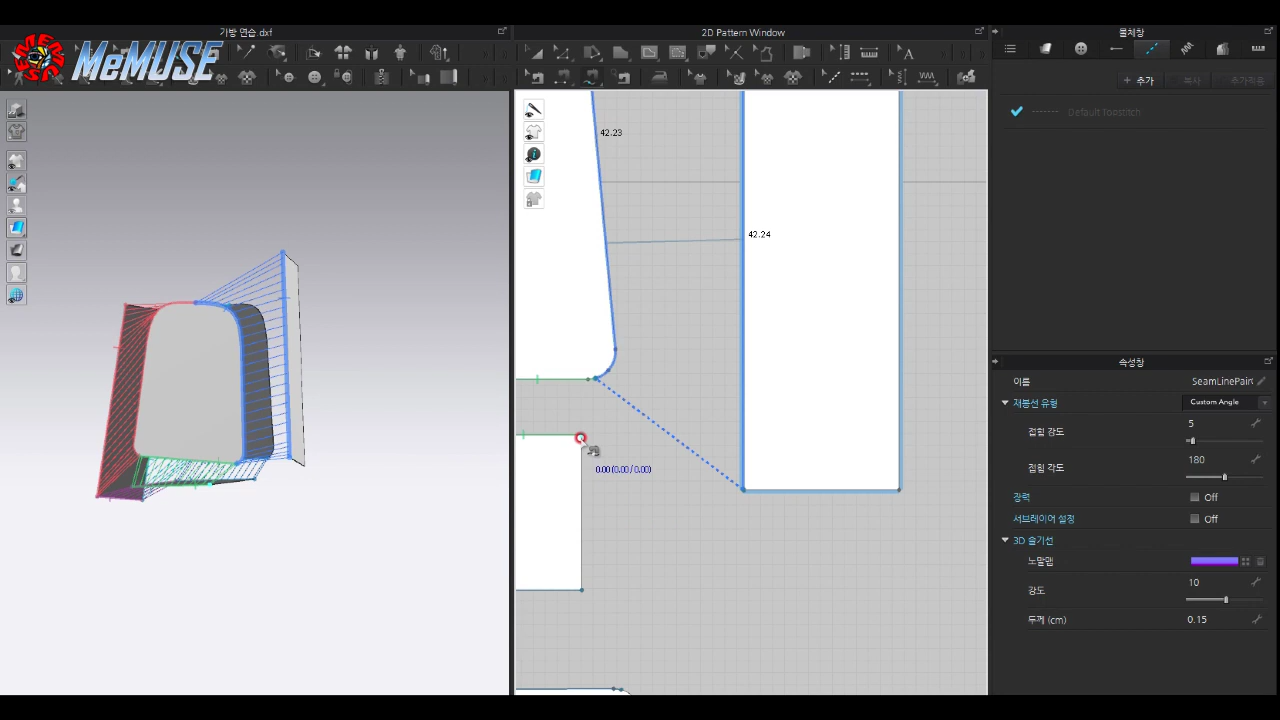 MeMUSE
가방 연습.dxf
2D Pattern Window
물체창
42.23
42.24
0.00 (0.00 / 0.00)
+ 추가
복사
추가적용
Default Topstitch
속성창
이름 SeamLinePair
재봉선 유형 Custom Angle
접힘 강도 5
접힘 각도 180
장력 Off
서브레이어 설정 Off
3D 솔기선
노말맵
강도 10
두께 (cm) 0.15